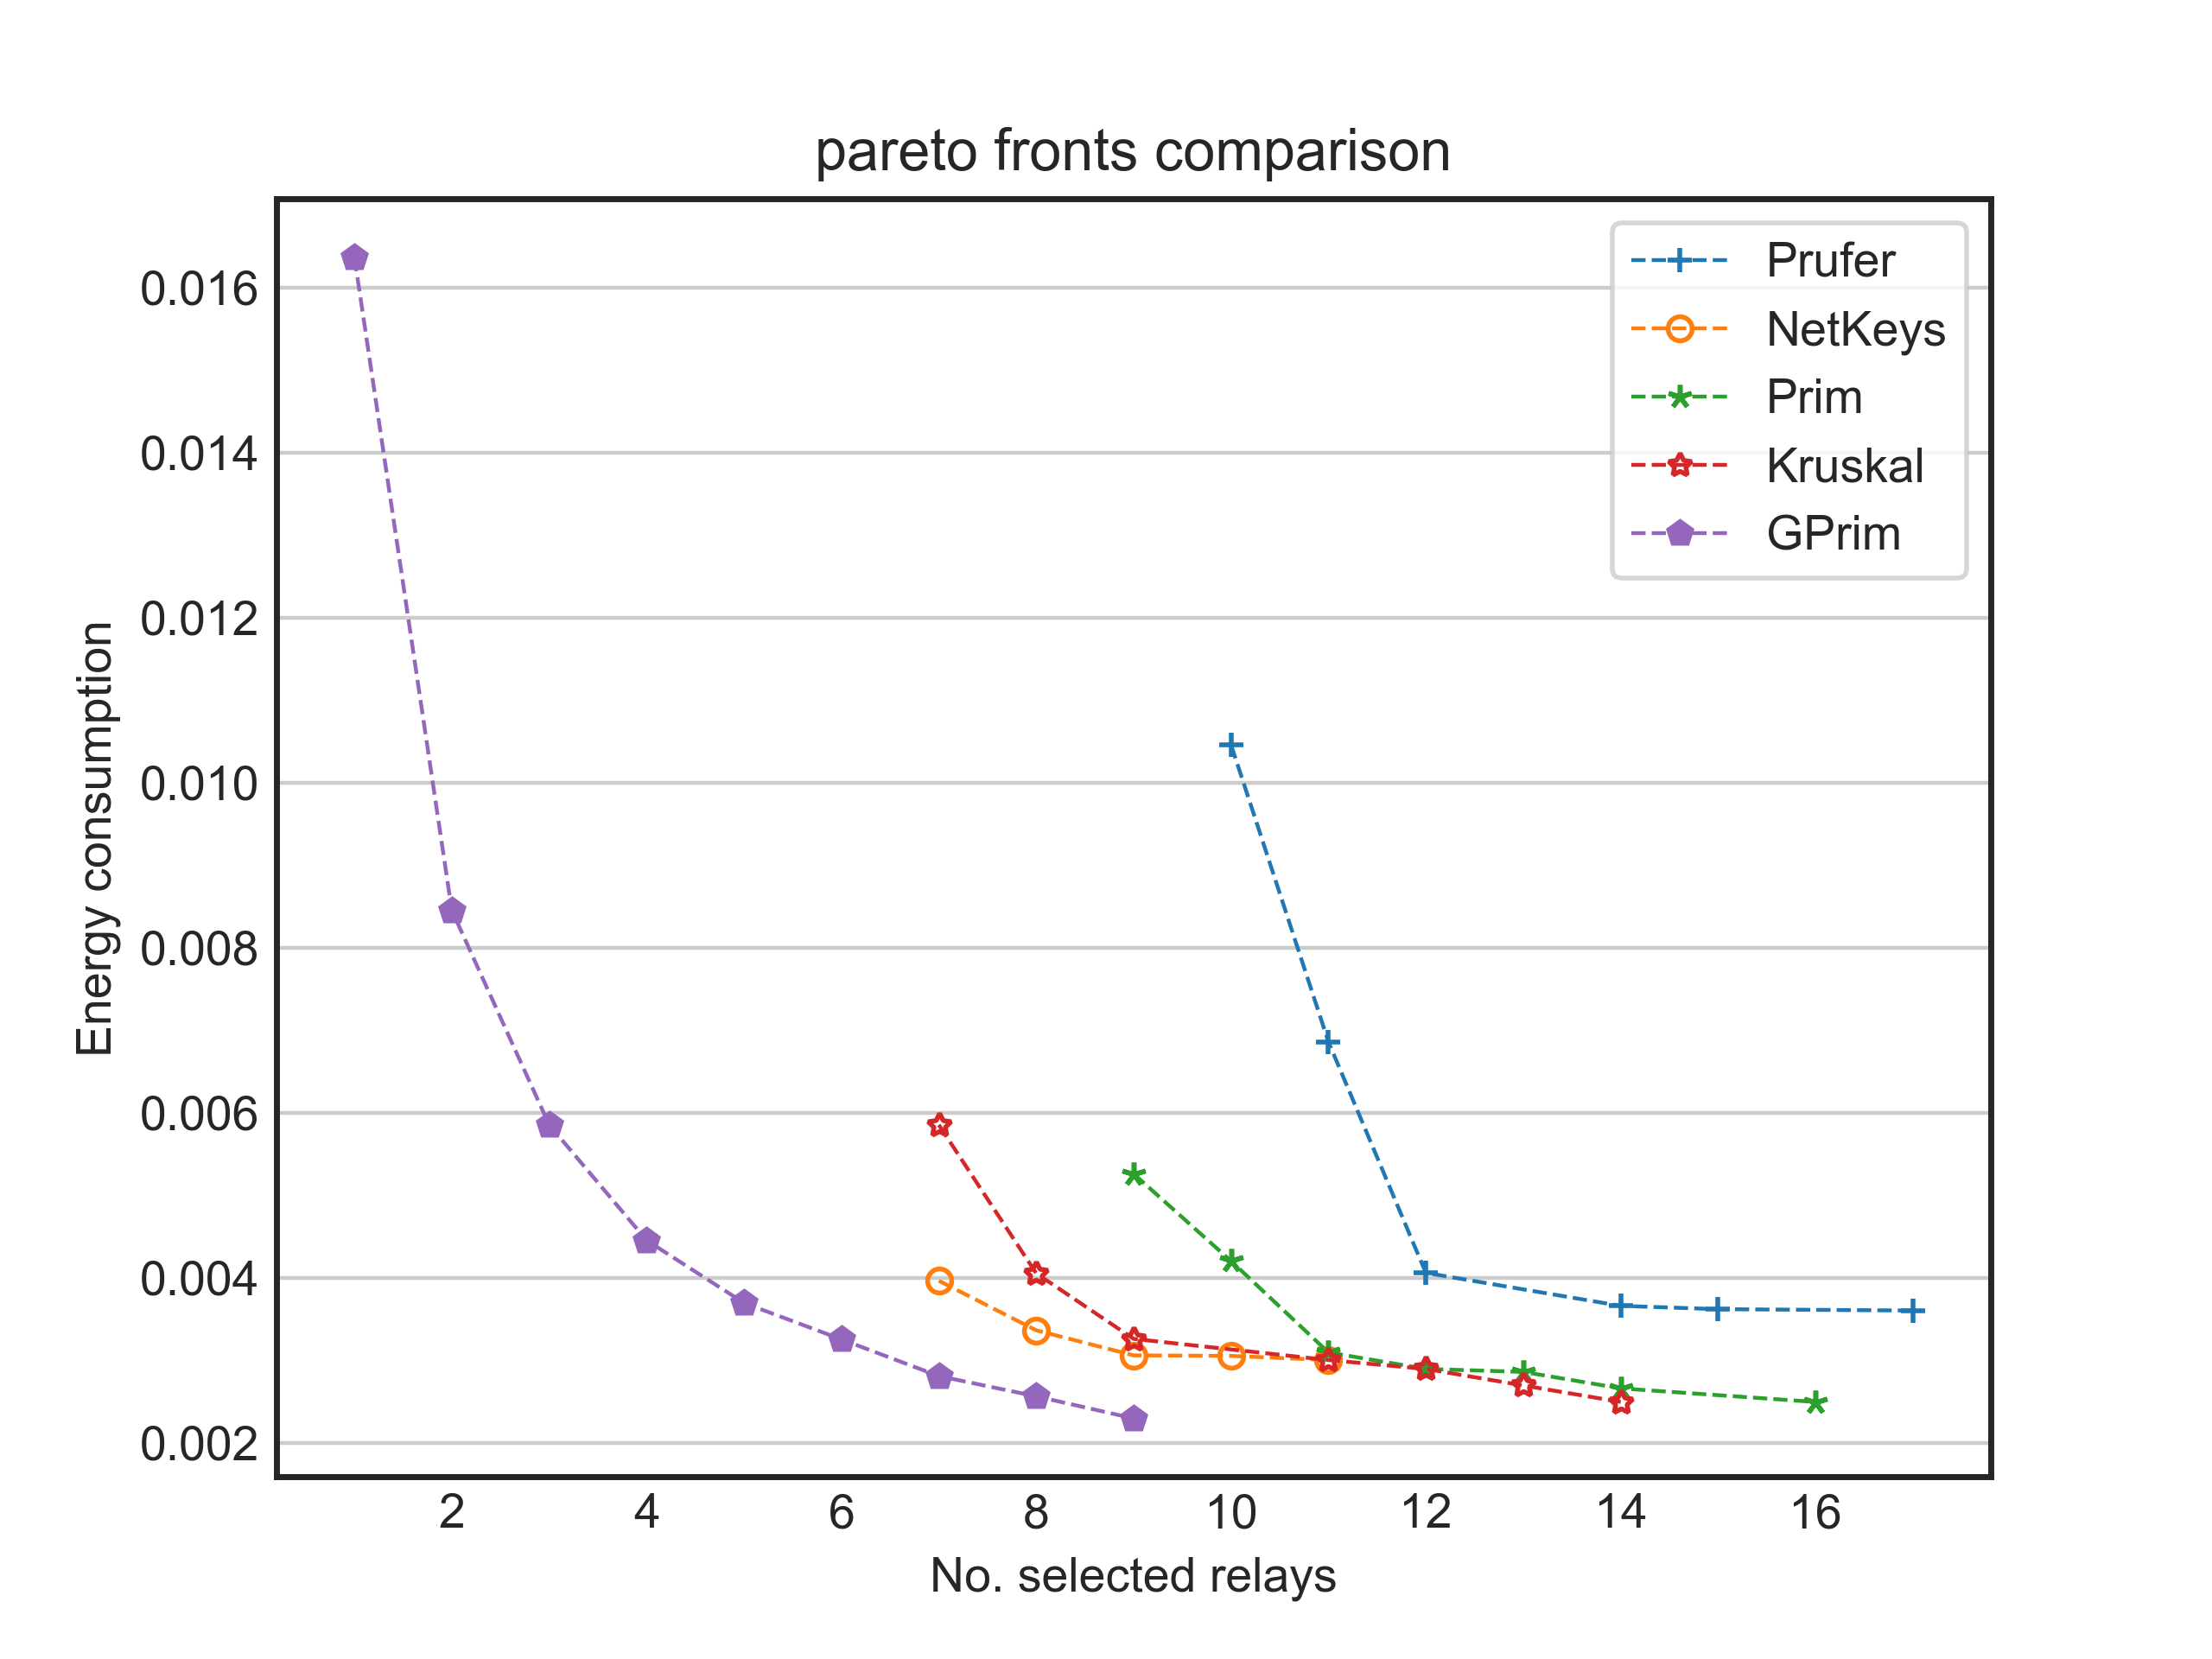 pareto fronts comparison
Prufer
NetKeys
Prim
Kruskal
GPrim
Energy consumption
0.016
0.014
0.012
0.010
0.008
0.006
0.004
0.002
2 4 6 8 10 12 14 16
No. selected relays